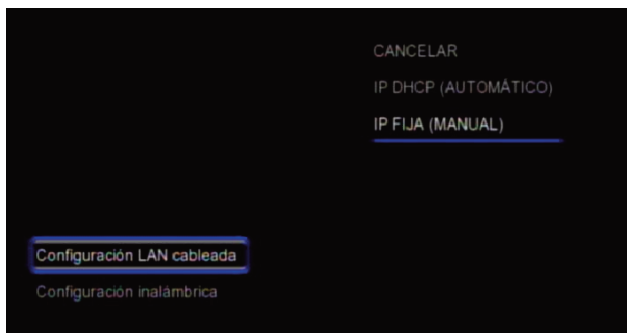 CANCELAR
IP DHCP (AUTOMÁTICO)
IP FIJA (MANUAL)
Configuración LAN cableada
Configuración inalámbrica